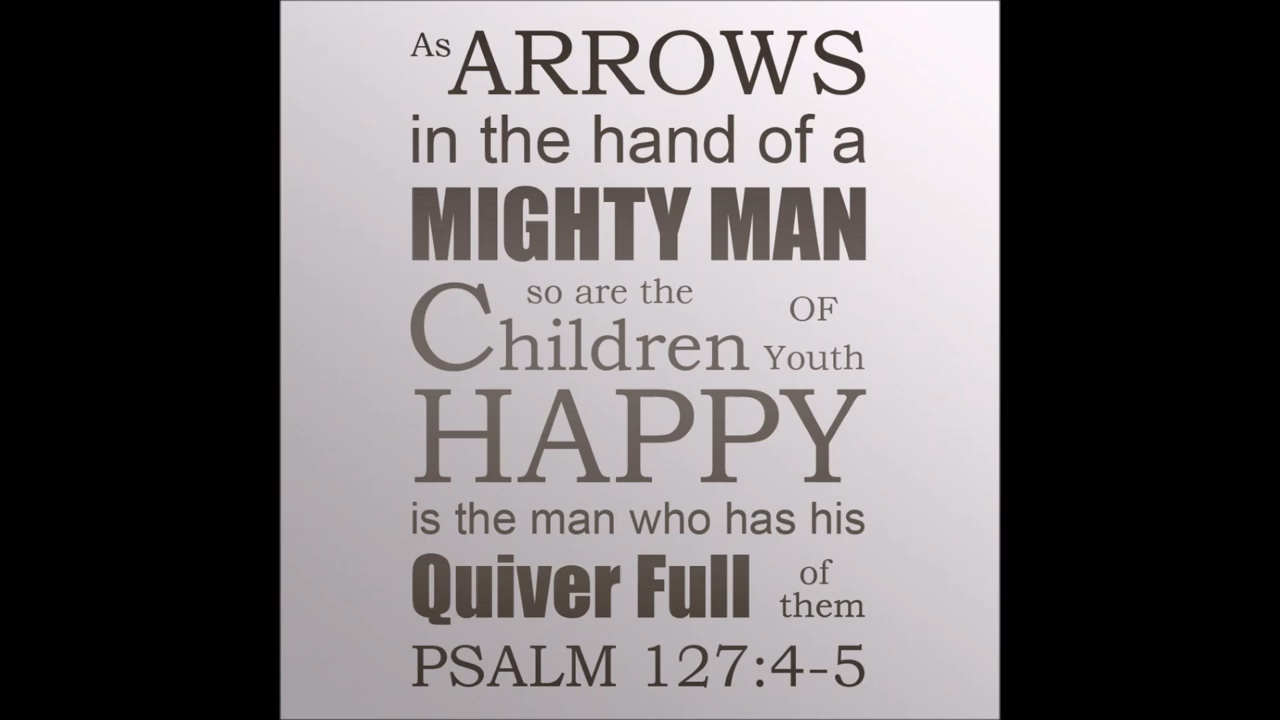 As ARROWS
in the hand of a
MIGHTY MAN
so are the
Children OF Youth
HAPPY
is the man who has his
Quiver Full of them
PSALM 127:4-5